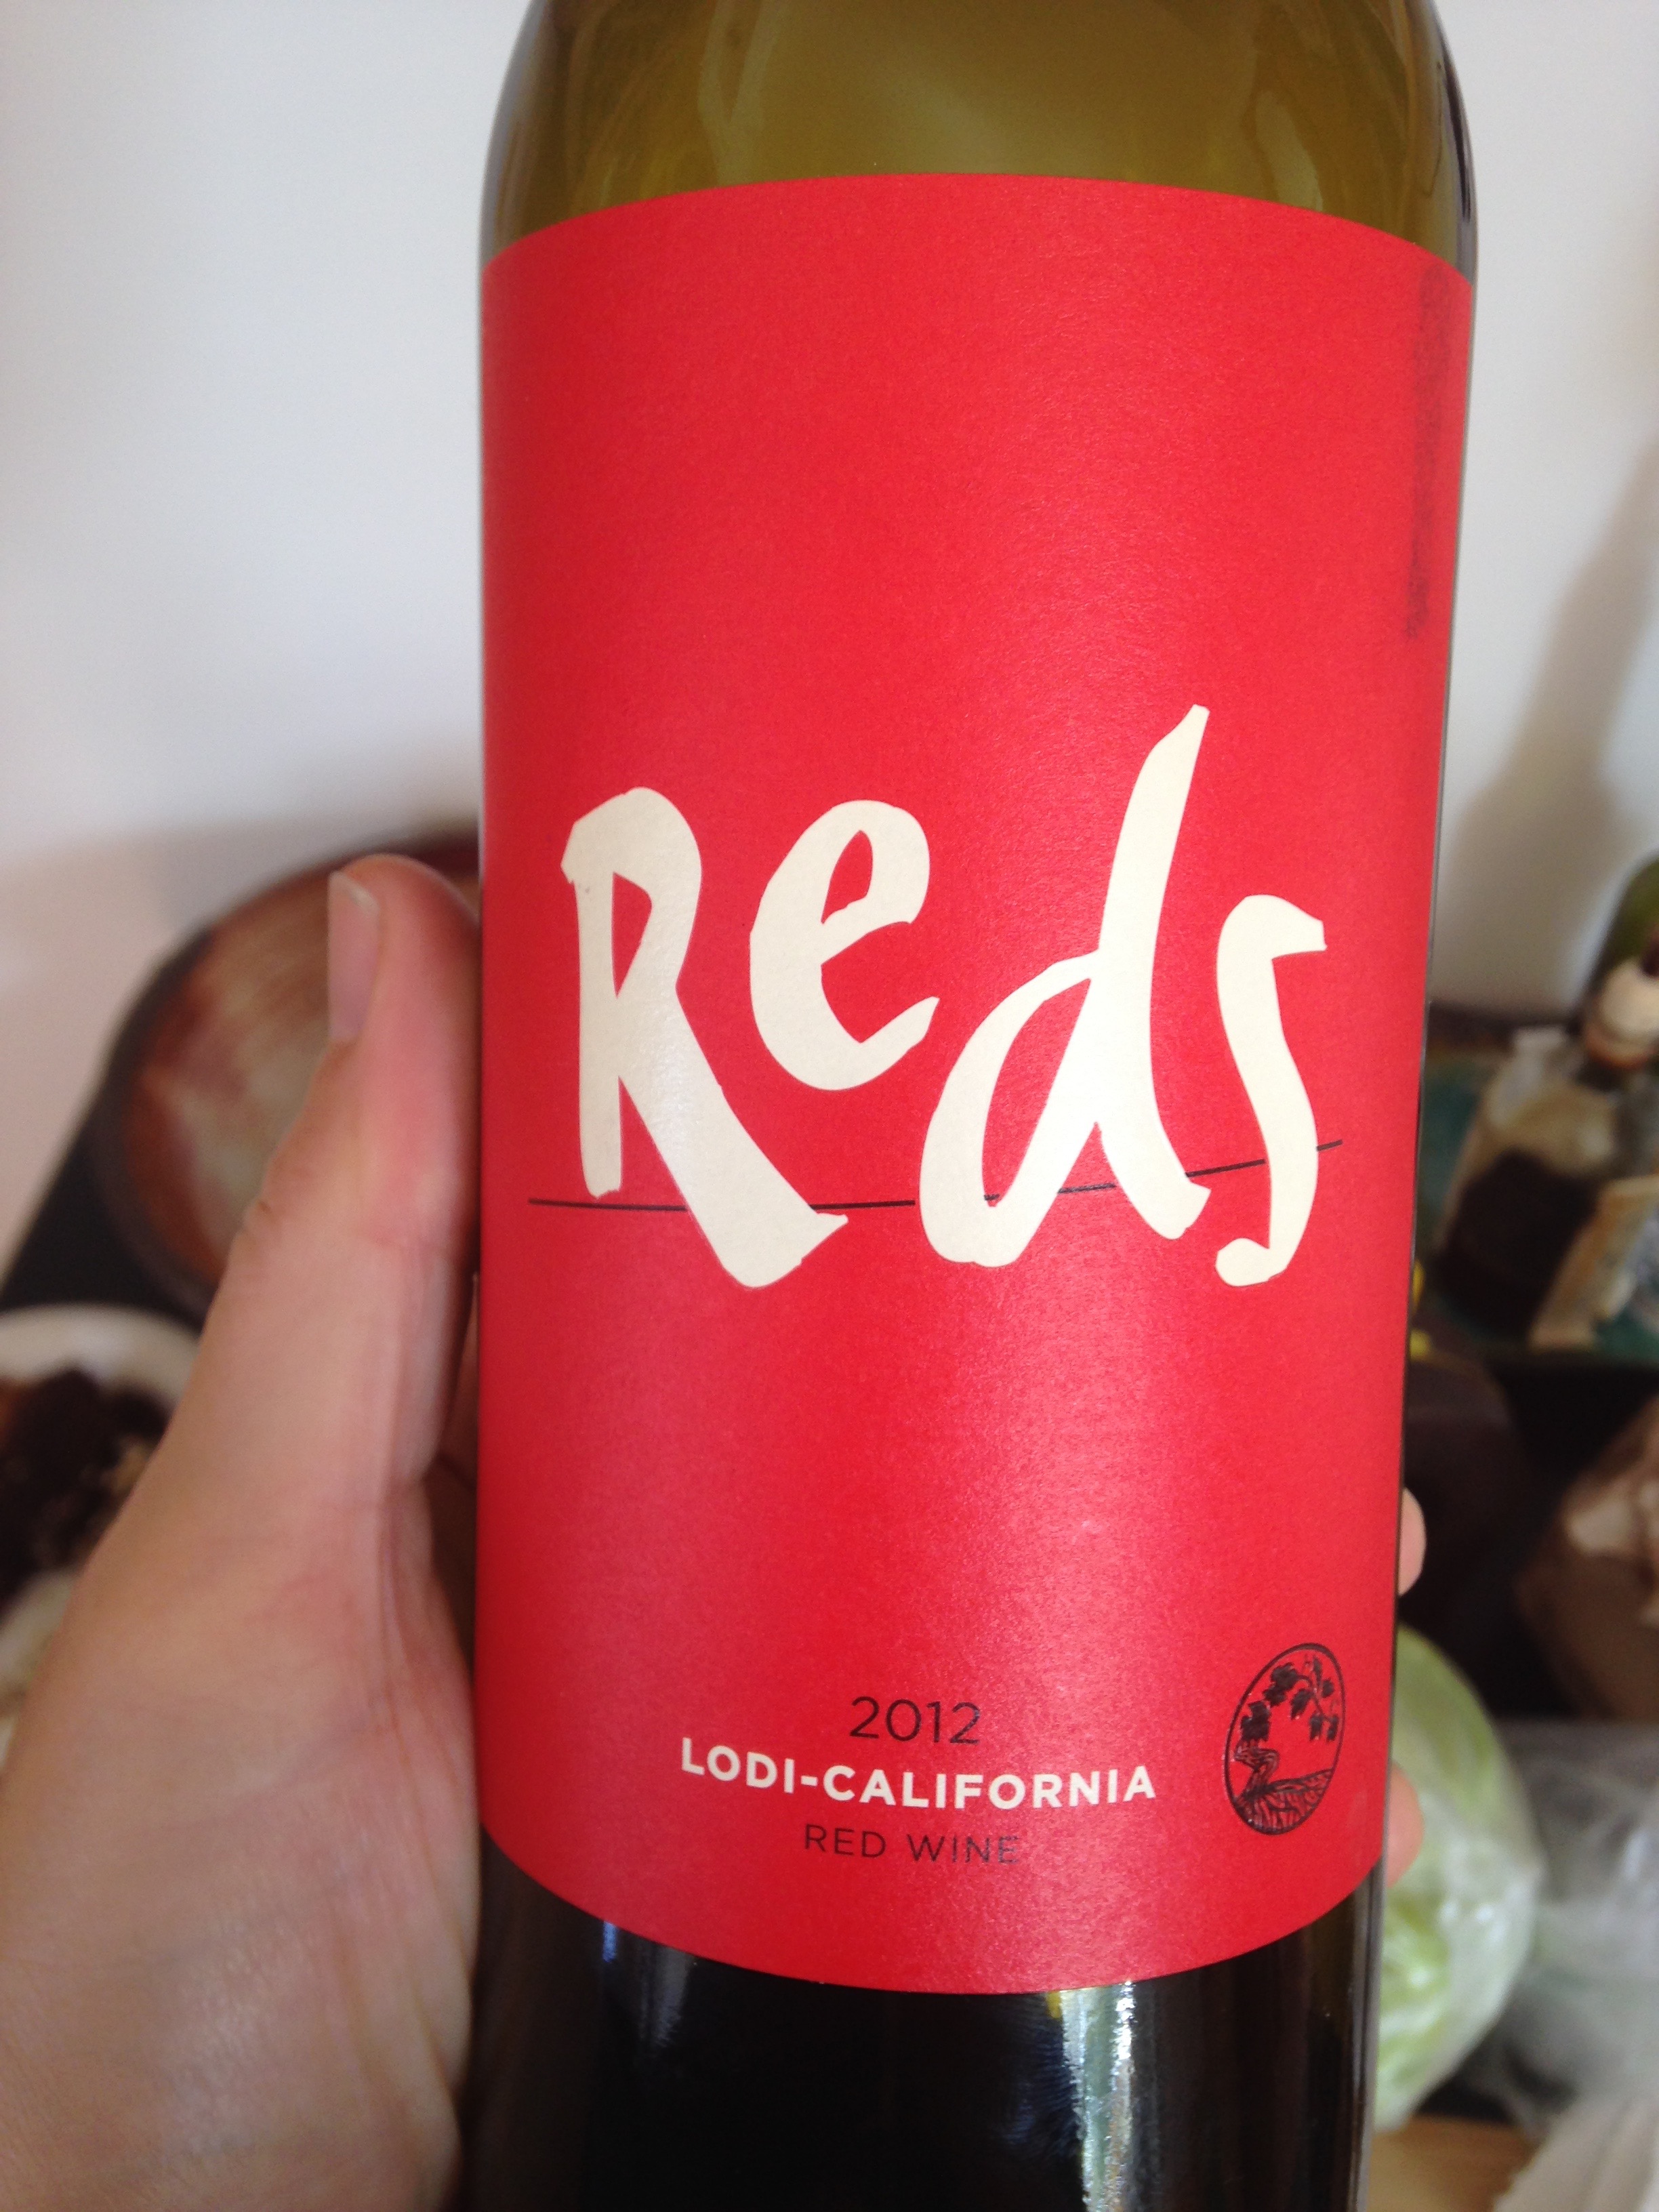 Reds
2012
LODI-CALIFORNIA
RED WINE